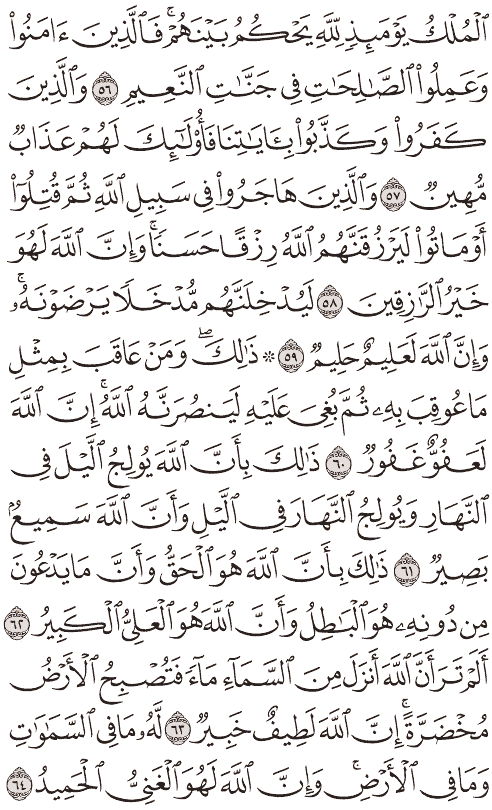 ٱلۡمُلۡكُ يَوۡمَئِذٖ لِّلَّهِ يَحۡكُمُ بَيۡنَهُمۡۚ فَٱلَّذِينَ ءَامَنُواْ
وَعَمِلُواْ ٱلصَّٰلِحَٰتِ فِي جَنَّٰتِ ٱلنَّعِيمِ ٥٦ وَٱلَّذِينَ
كَفَرُواْ وَكَذَّبُواْ بِـَٔايَٰتِنَا فَأُوْلَٰٓئِكَ لَهُمۡ عَذَابٞ
مُّهِينٞ ٥٧ وَٱلَّذِينَ هَاجَرُواْ فِي سَبِيلِ ٱللَّهِ ثُمَّ قُتِلُوٓاْ
أَوۡ مَاتُواْ لَيَرۡزُقَنَّهُمُ ٱللَّهُ رِزۡقًا حَسَنٗاۚ وَإِنَّ ٱللَّهَ لَهُوَ
خَيۡرُ ٱلرَّٰزِقِينَ ٥٨ لَيُدۡخِلَنَّهُم مُّدۡخَلٗا يَرۡضَوۡنَهُۥۚ
وَإِنَّ ٱللَّهَ لَعَلِيمٌ حَلِيمٞ ٥٩ ۞ ذَٰلِكَۖ وَمَنۡ عَاقَبَ بِمِثۡلِ
مَا عُوقِبَ بِهِۦ ثُمَّ بُغِيَ عَلَيۡهِ لَيَنصُرَنَّهُ ٱللَّهُۚ إِنَّ ٱللَّهَ
لَعَفُوٌّ غَفُورٞ ٦٠ ذَٰلِكَ بِأَنَّ ٱللَّهَ يُولِجُ ٱلَّيۡلَ فِي
ٱلنَّهَارِ وَيُولِجُ ٱلنَّهَارَ فِي ٱلَّيۡلِ وَأَنَّ ٱللَّهَ سَمِيعُۢ
بَصِيرٞ ٦١ ذَٰلِكَ بِأَنَّ ٱللَّهَ هُوَ ٱلۡحَقُّ وَأَنَّ مَا يَدۡعُونَ
مِن دُونِهِۦ هُوَ ٱلۡبَٰطِلُ وَأَنَّ ٱللَّهَ هُوَ ٱلۡعَلِيُّ ٱلۡكَبِيرُ ٦٢
أَلَمۡ تَرَ أَنَّ ٱللَّهَ أَنزَلَ مِنَ ٱلسَّمَآءِ مَآءٗ فَتُصۡبِحُ ٱلۡأَرۡضُ
مُخۡضَرَّةًۚ إِنَّ ٱللَّهَ لَطِيفٌ خَبِيرٞ ٦٣ لَّهُۥ مَا فِي ٱلسَّمَٰوَٰتِ
وَمَا فِي ٱلۡأَرۡضِۚ وَإِنَّ ٱللَّهَ لَهُوَ ٱلۡغَنِيُّ ٱلۡحَمِيدُ ٦٤